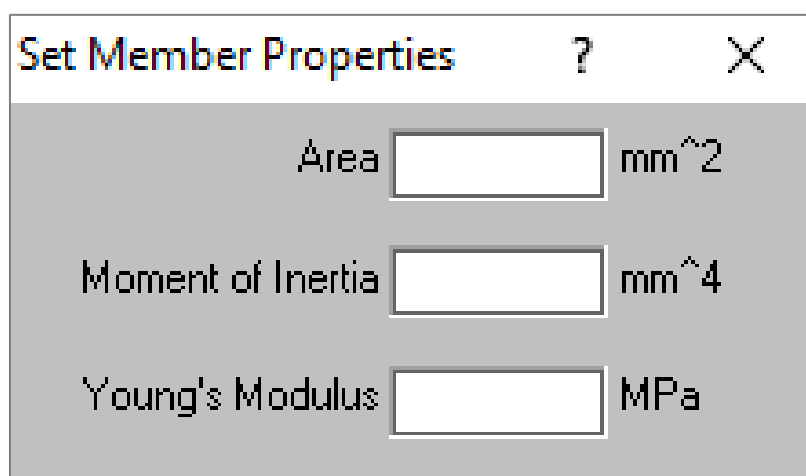 Set Member Properties ? ×
Area mm^2
Moment of Inertia mm^4
Young's Modulus MPa